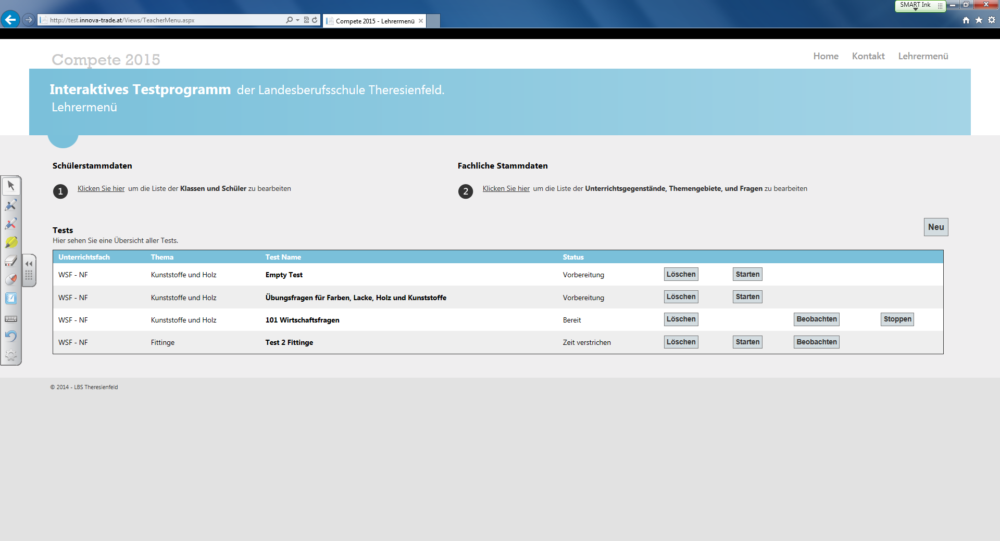 SMART Ink
http://test.innova-trade.at/Views/TeacherMenu.aspx
Compete 2015 - Lehrermenü
Compete 2015
Home Kontakt Lehrermenü
Interaktives Testprogramm der Landesberufsschule Theresienfeld.
Lehrermenü
Schülerstammdaten
1 Klicken Sie hier um die Liste der Klassen und Schüler zu bearbeiten
Fachliche Stammdaten
2 Klicken Sie hier um die Liste der Unterrichtsgegenstände, Themengebiete, und Fragen zu bearbeiten
Neu
Tests
Hier sehen Sie eine Übersicht aller Tests.
Unterrichtsfach Thema Test Name Status
WSF - NF Kunststoffe und Holz Empty Test Vorbereitung Löschen Starten
WSF - NF Kunststoffe und Holz Übungsfragen für Farben, Lacke, Holz und Kunststoffe Vorbereitung Löschen Starten
WSF - NF Kunststoffe und Holz 101 Wirtschaftsfragen Bereit Löschen Beobachten Stoppen
WSF - NF Fittinge Test 2 Fittinge Zeit verstrichen Löschen Starten Beobachten
© 2014 - LBS Theresienfeld